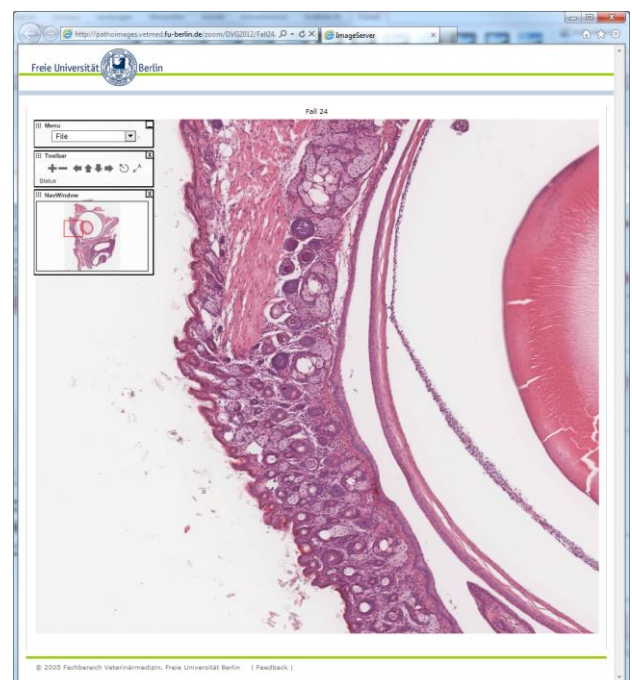 http://pathoimages.vetmed.fu-berlin.de/zoom/DVG2012/Fall24.
ImageServer
Freie Universität Berlin
Fall 24
Menu
File
Toolbar
Status
NavWindow
© 2005 Fachbereich Veterinärmedizin, Freie Universität Berlin | Feedback |